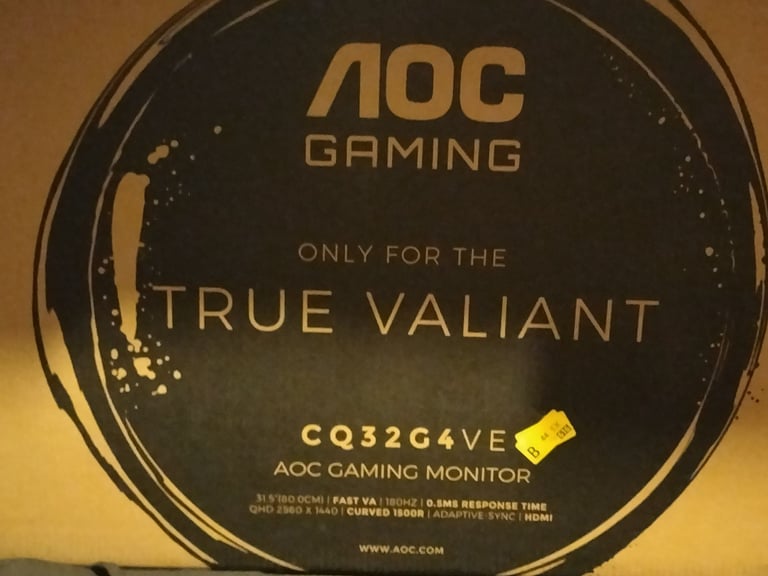 AOC
GAMING
ONLY FOR THE
TRUE VALIANT
CQ32G4VE
B
AOC GAMING MONITOR
31.5"(80.0CM) | FAST VA | 180HZ | 0.5MS RESPONSE TIME
QHD 2560 X 1440 | CURVED 1500R | ADAPTIVE-SYNC | HDMI
WWW.AOC.COM